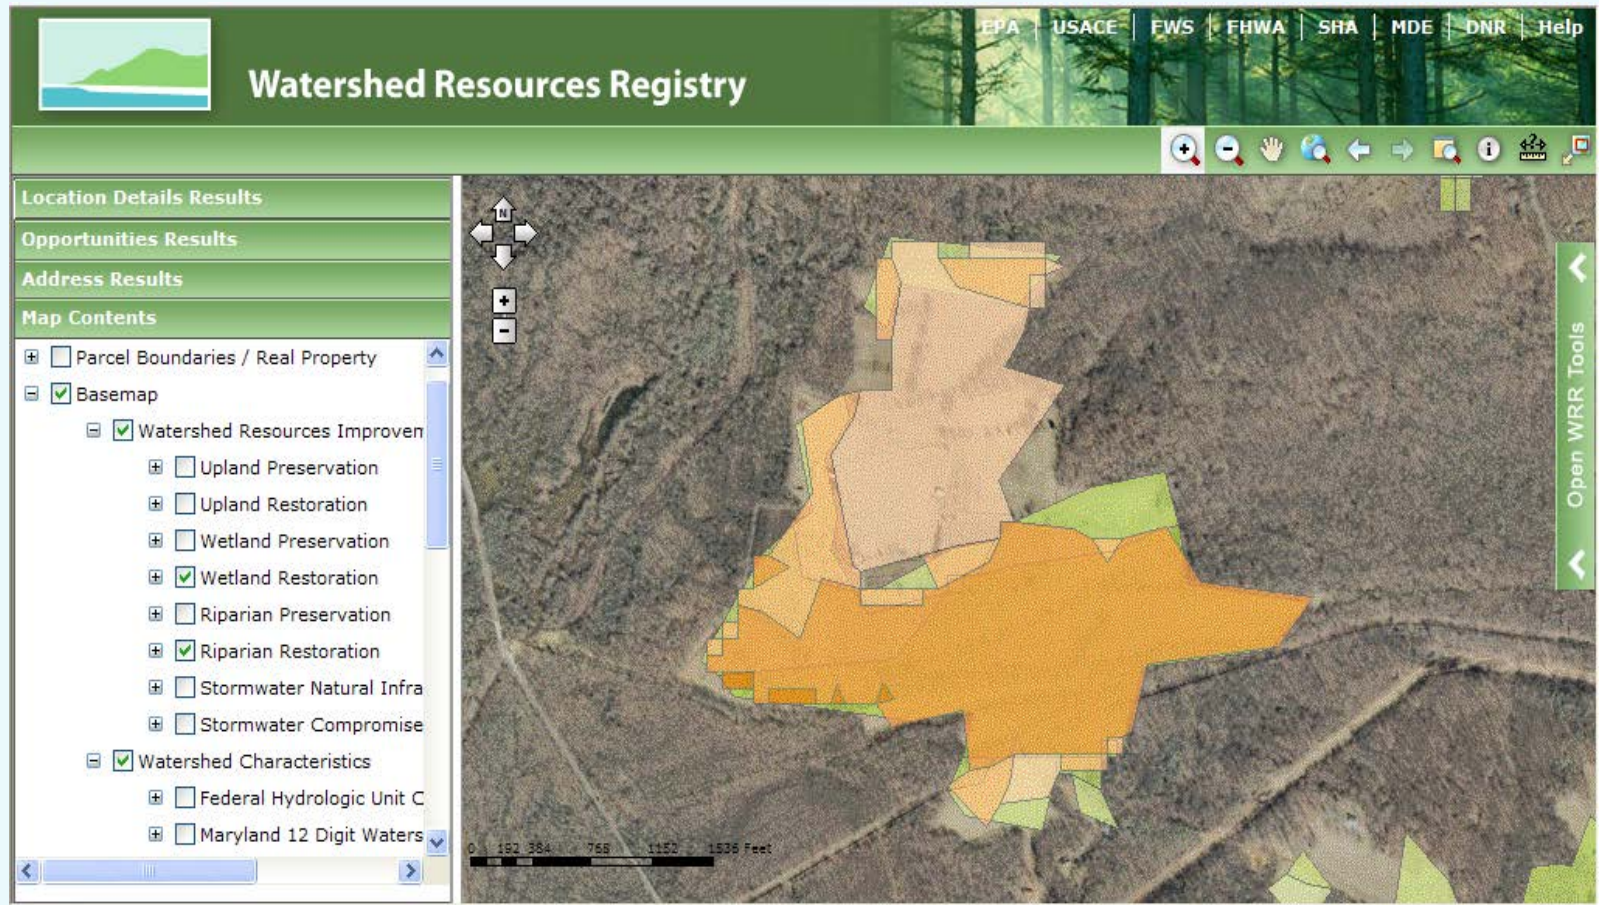 EPA | USACE | FWS | FHWA | SHA | MDE | DNR | Help
Watershed Resources Registry
Location Details Results
Opportunities Results
Address Results
Map Contents
Parcel Boundaries / Real Property
Basemap
Watershed Resources Improvem
Upland Preservation
Upland Restoration
Wetland Preservation
Wetland Restoration
Riparian Preservation
Riparian Restoration
Stormwater Natural Infra
Stormwater Compromise
Watershed Characteristics
Federal Hydrologic Unit C
Maryland 12 Digit Waters
N
0 192 384 768 1152 1536 Feet
Open WRR Tools